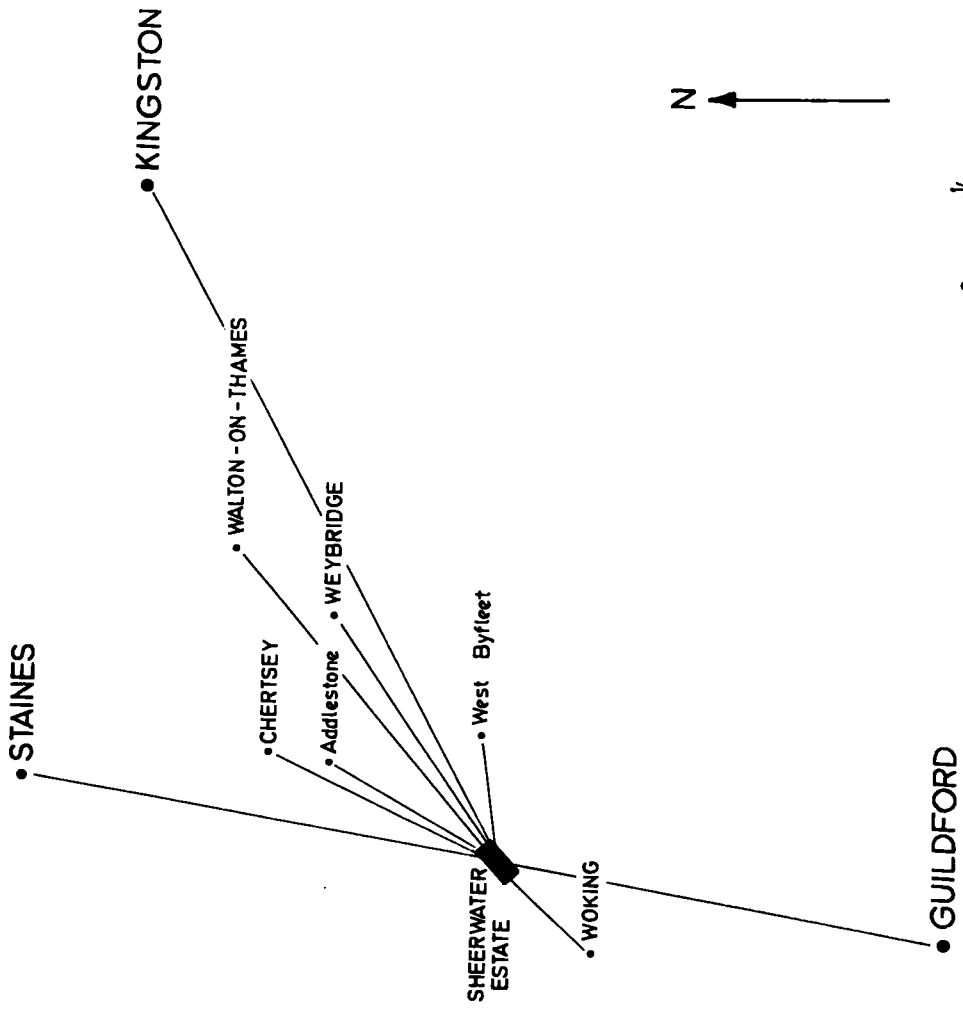 STAINES
KINGSTON
WALTON-ON-THAMES
CHERTSEY
Addlestone
WEYBRIDGE
West Byfleet
SHEERWATER
ESTATE
WOKING
GUILDFORD
N